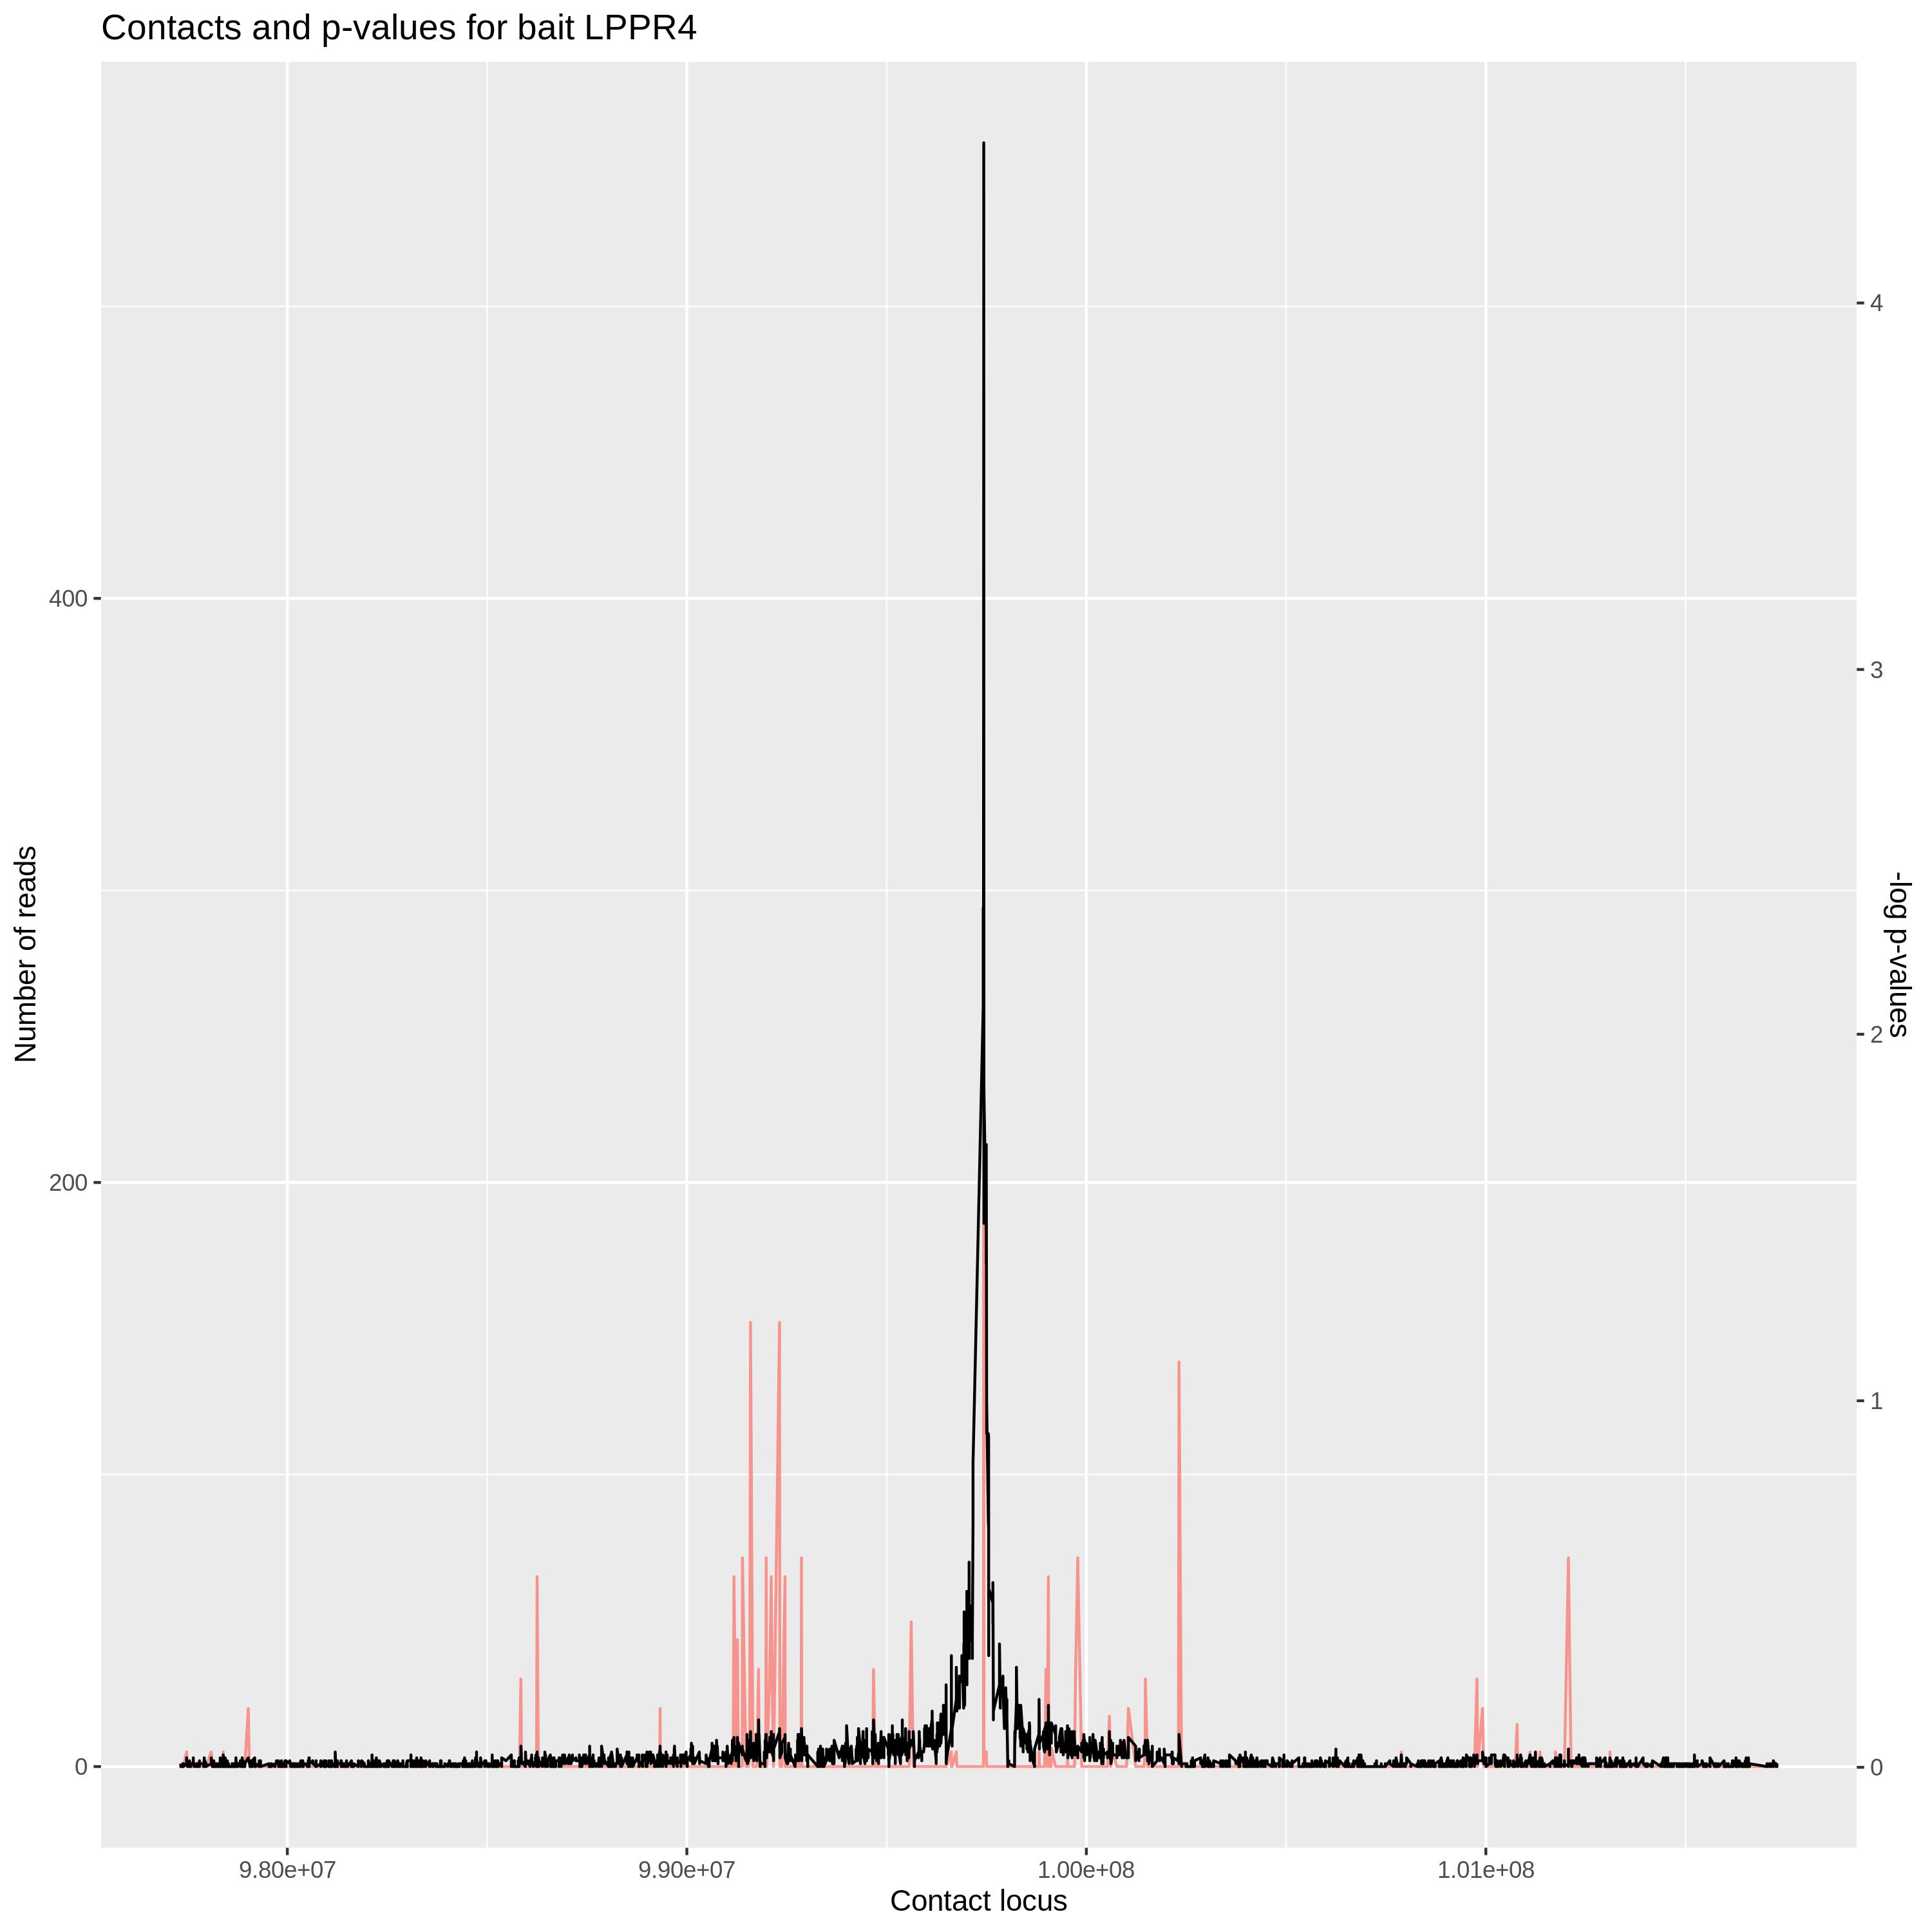 Contacts and p-values for bait LPPR4
Number of reads
400
200
0
4
3
2
1
0
-log p-values
9.80e+07
9.90e+07
1.00e+08
1.01e+08
Contact locus